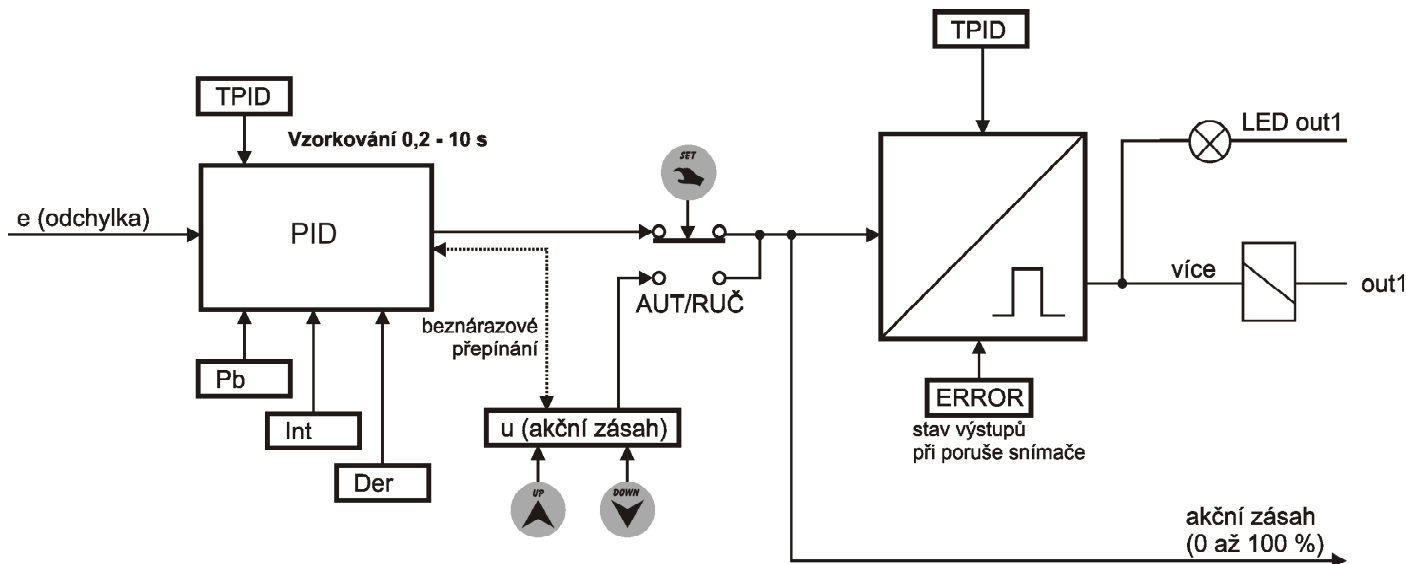 TPID
TPID
Vzorkování 0,2 - 10 s
LED out1
SET
e (odchylka)
PID
více
out1
AUT/RUČ
beznárazové
přepínání
Pb
ERROR
Int
u (akční zásah)
stav výstupů
při poruše snímače
Der
UP
DOWN
akční zásah
(0 až 100 %)